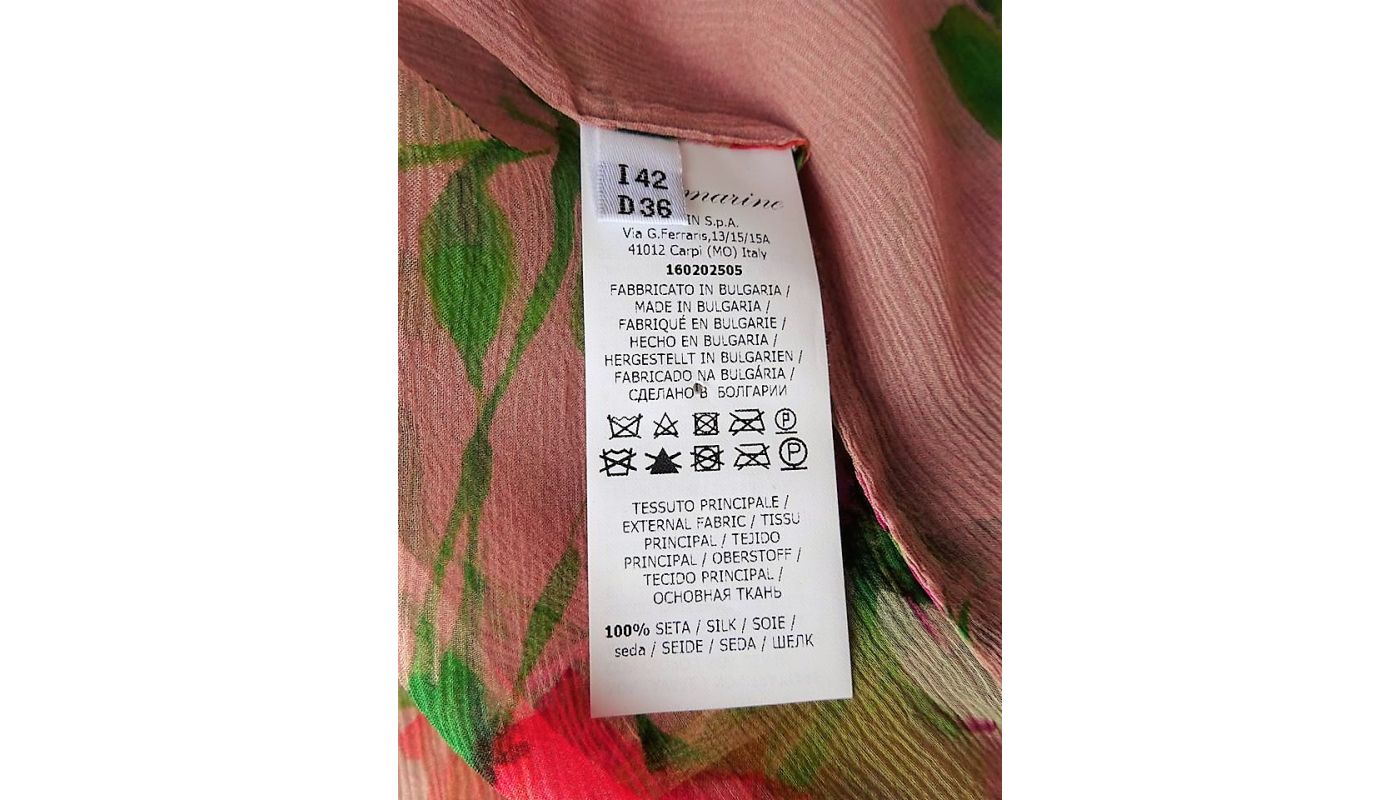 I 42
D 36
marine
IN S.p.A.
Via G.Ferraris,13/15/15A
41012 Carpi (MO) Italy
160202505
FABBRICATO IN BULGARIA /
MADE IN BULGARIA /
FABRIQUÉ EN BULGARIE /
HECHO EN BULGARIA /
HERGESTELLT IN BULGARIEN /
FABRICADO NA BULGÁRIA /
СДЕЛАНО В БОЛГАРИИ
P
P
TESSUTO PRINCIPALE /
EXTERNAL FABRIC / TISSU
PRINCIPAL / TEJIDO
PRINCIPAL / OBERSTOFF /
TECIDO PRINCIPAL /
ОСНОВНАЯ ТКАНЬ
100% SETA / SILK / SOIE /
seda / SEIDE / SEDA / ШЕЛК